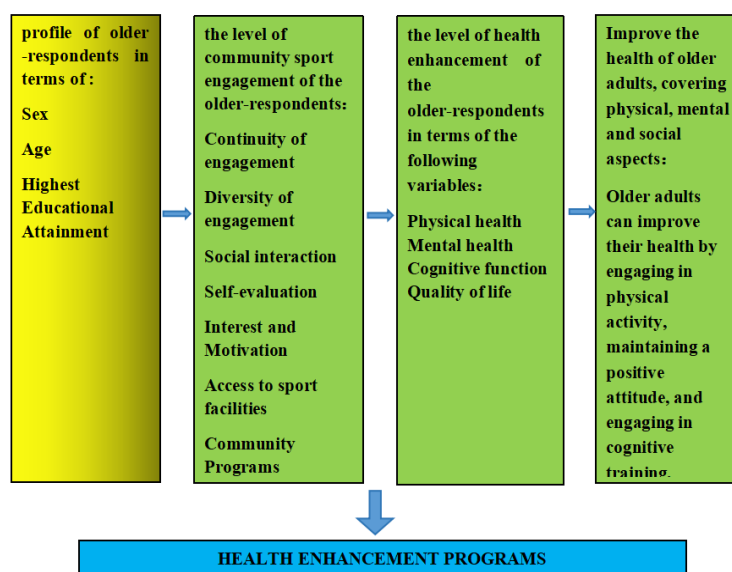 profile of older
-respondents in
terms of:
Sex
Age
Highest
Educational
Attainment
the level of
community sport
engagement of the
older-respondents:
Continuity of
engagement
Diversity of
engagement
Social interaction
Self-evaluation
Interest and
Motivation
Access to sport
facilities
Community
Programs
the level of health
enhancement of
the
older-respondents
in terms of the
following
variables:
Physical health
Mental health
Cognitive function
Quality of life
Improve the
health of older
adults, covering
physical, mental
and social
aspects:
Older adults
can improve
their health by
engaging in
physical
activity,
maintaining a
positive
attitude, and
engaging in
cognitive
training.
HEALTH ENHANCEMENT PROGRAMS